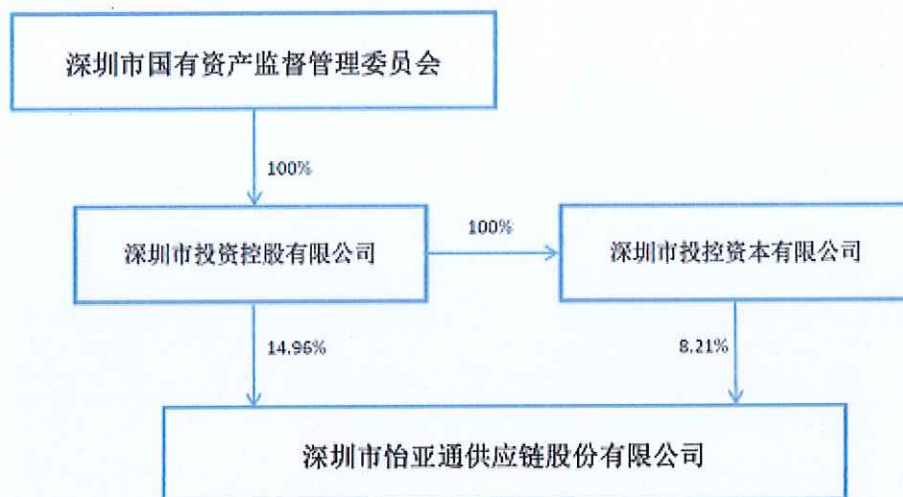 深圳市国有资产监督管理委员会
100%
深圳市投资控股有限公司
100%
深圳市投控资本有限公司
14.96%
8.21%
深圳市怡亚通供应链股份有限公司